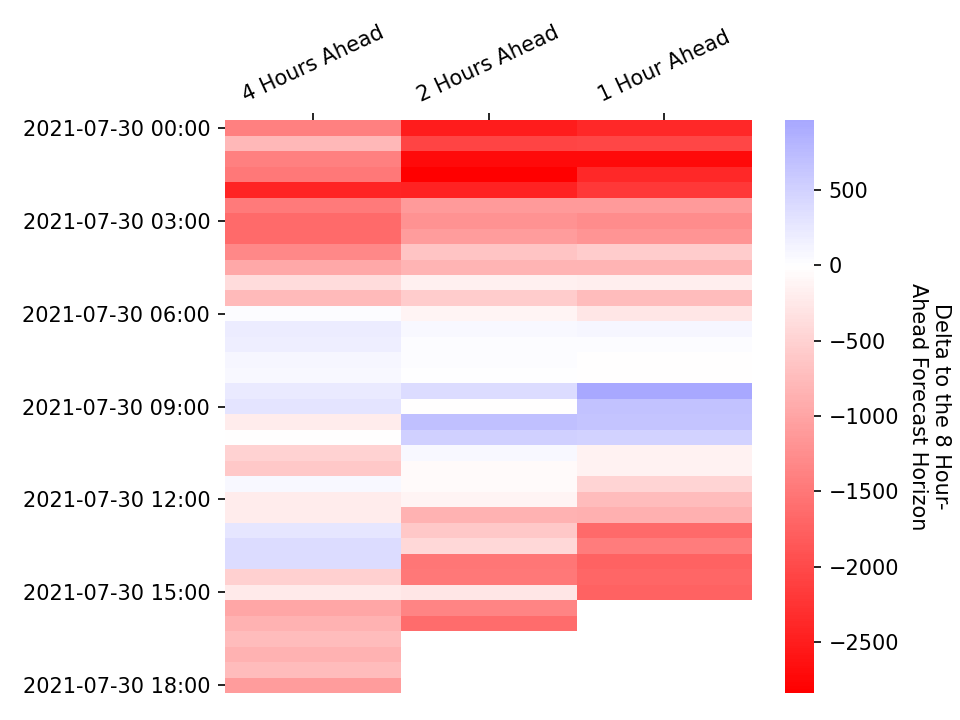 4 Hours Ahead
2 Hours Ahead
1 Hour Ahead
2021-07-30 00:00
2021-07-30 03:00
2021-07-30 06:00
2021-07-30 09:00
2021-07-30 12:00
2021-07-30 15:00
2021-07-30 18:00
500
0
−500
−1000
−1500
−2000
−2500
Delta to the 8 Hour-
Ahead Forecast Horizon